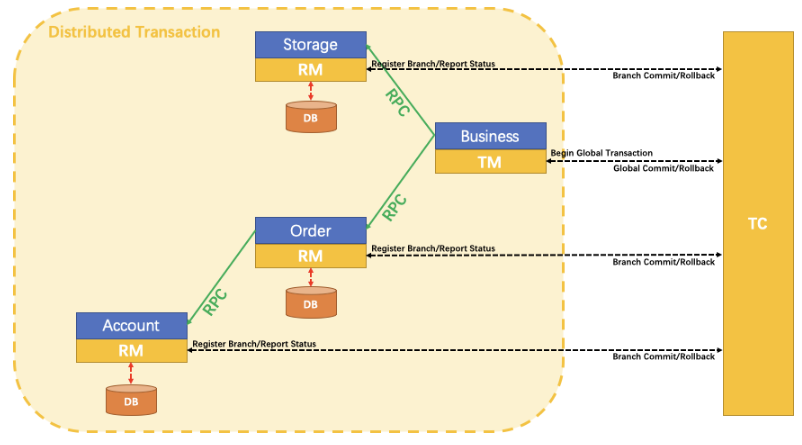 Distributed Transaction
Storage
RM
Register Branch/Report Status
Branch Commit/Rollback
DB
RPC
Business
TM
Begin Global Transaction
Global Commit/Rollback
RPC
TC
Order
RM
Register Branch/Report Status
Branch Commit/Rollback
DB
RPC
Account
RM
Register Branch/Report Status
Branch Commit/Rollback
DB